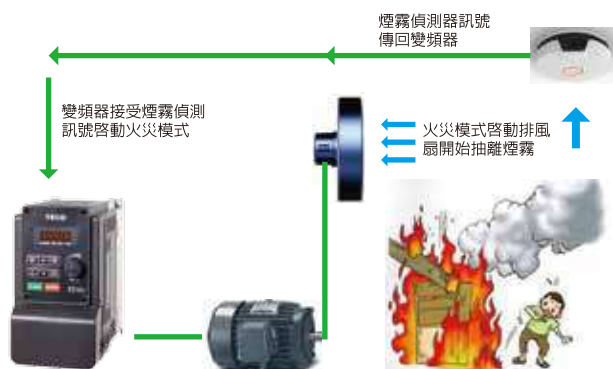 煙霧偵測器訊號
傳回變頻器
變頻器接受煙霧偵測
訊號啓動火災模式
火災模式啓動排風
扇開始抽離煙霧
TECO